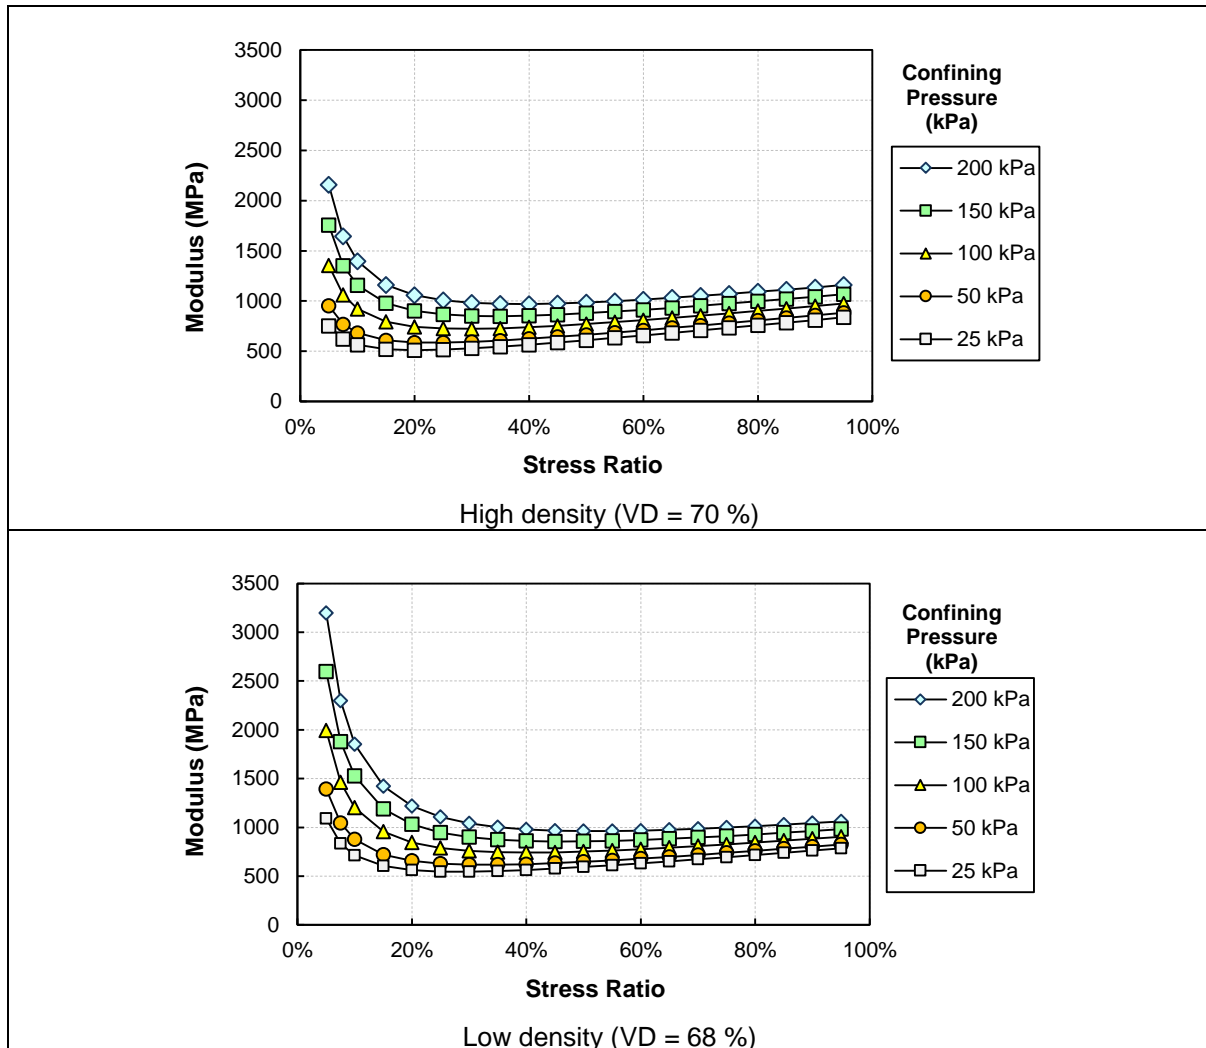 3500
3000
2500
2000
1500
1000
500
0
Modulus (MPa)
0% 20% 40% 60% 80% 100%
Stress Ratio
Confining
Pressure
(kPa)
200 kPa
150 kPa
100 kPa
50 kPa
25 kPa
High density (VD = 70 %)
3500
3000
2500
2000
1500
1000
500
0
Modulus (MPa)
0% 20% 40% 60% 80% 100%
Stress Ratio
Confining
Pressure
(kPa)
200 kPa
150 kPa
100 kPa
50 kPa
25 kPa
Low density (VD = 68 %)